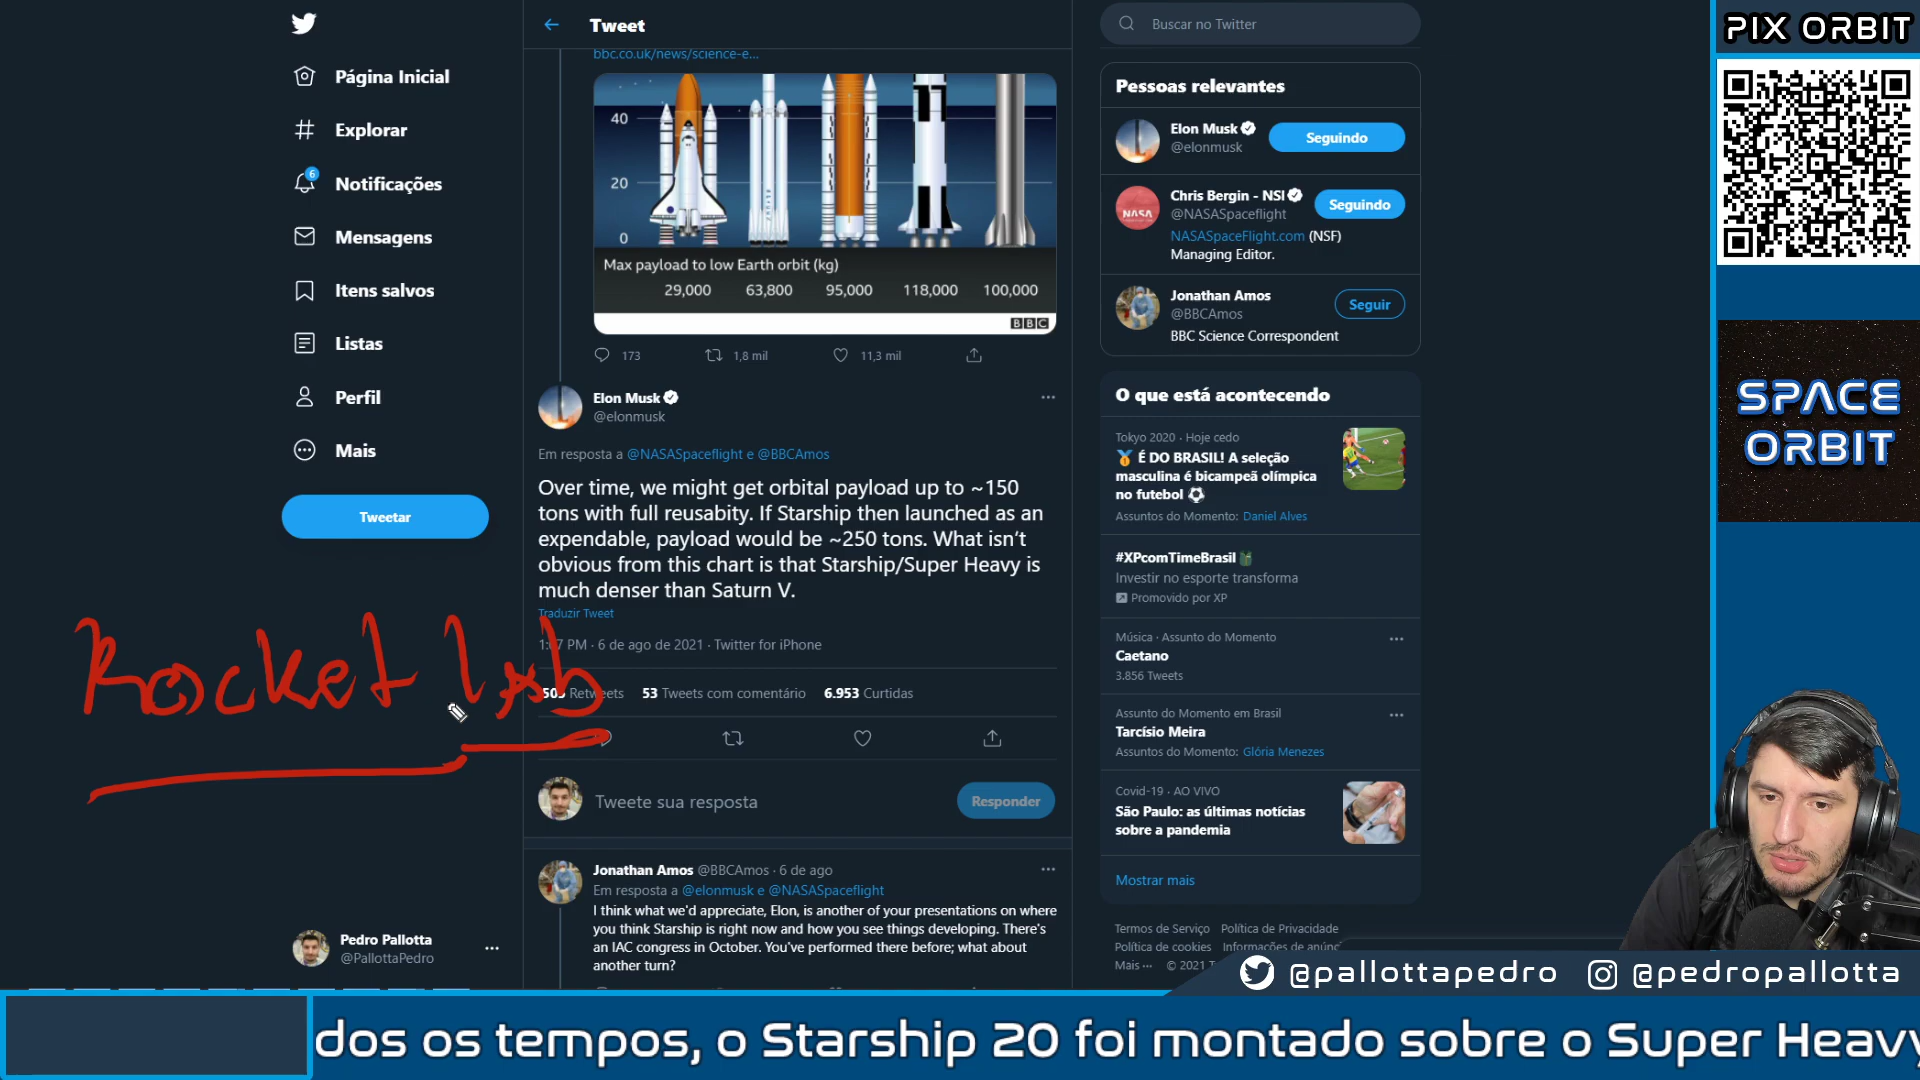 Tweet
Buscar no Twitter
PIX ORBIT
bbc.co.uk/news/science-e...
Página Inicial
Explorar
6
Notificações
Mensagens
Itens salvos
Listas
Perfil
Mais
Tweetar
40
20
0
Max payload to low Earth orbit (kg)
29,000 63,800 95,000 118,000 100,000
BBC
173 1,8 mil 11,3 mil
Elon Musk
@elonmusk
Em resposta a @NASASpaceflight e @BBCAmos
Over time, we might get orbital payload up to ~150
tons with full reusabity. If Starship then launched as an
expendable, payload would be ~250 tons. What isn't
obvious from this chart is that Starship/Super Heavy is
much denser than Saturn V.
Traduzir Tweet
PM · 6 de ago de 2021 · Twitter for iPhone
Rocket lab
Retweets 53 Tweets com comentário 6.953 Curtidas
Tweete sua resposta
Responder
Jonathan Amos @BBCAmos · 6 de ago
Em resposta a @elonmusk e @NASASpaceflight
I think what we'd appreciate, Elon, is another of your presentations on where
you think Starship is right now and how you see things developing. There's
an IAC congress in October. You've performed there before; what about
another turn?
Pedro Pallotta
@PallottaPedro
Pessoas relevantes
Elon Musk
@elonmusk
Seguindo
Chris Bergin - NSI
@NASASpaceflight
Seguindo
NASA
NASASpaceFlight.com (NSF)
Managing Editor.
Jonathan Amos
@BBCAmos
Seguir
BBC Science Correspondent
O que está acontecendo
Tokyo 2020 · Hoje cedo
É DO BRASIL! A seleção
masculina é bicampeã olímpica
no futebol
Assuntos do Momento: Daniel Alves
#XPcomTimeBrasil
Investir no esporte transforma
Promovido por XP
Música · Assunto do Momento
Caetano
3.856 Tweets
Assunto do Momento em Brasil
Tarcísio Meira
Assuntos do Momento: Glória Menezes
Covid-19 · AO VIVO
São Paulo: as últimas notícias
sobre a pandemia
Mostrar mais
Termos de Serviço Política de Privacidade
Política de cookies Informações de
Mais ··· © 2021
SPACE
ORBIT
@pallottapedro @pedropallotta
dos os tempos, o Starship 20 foi montado sobre o Super Heavy